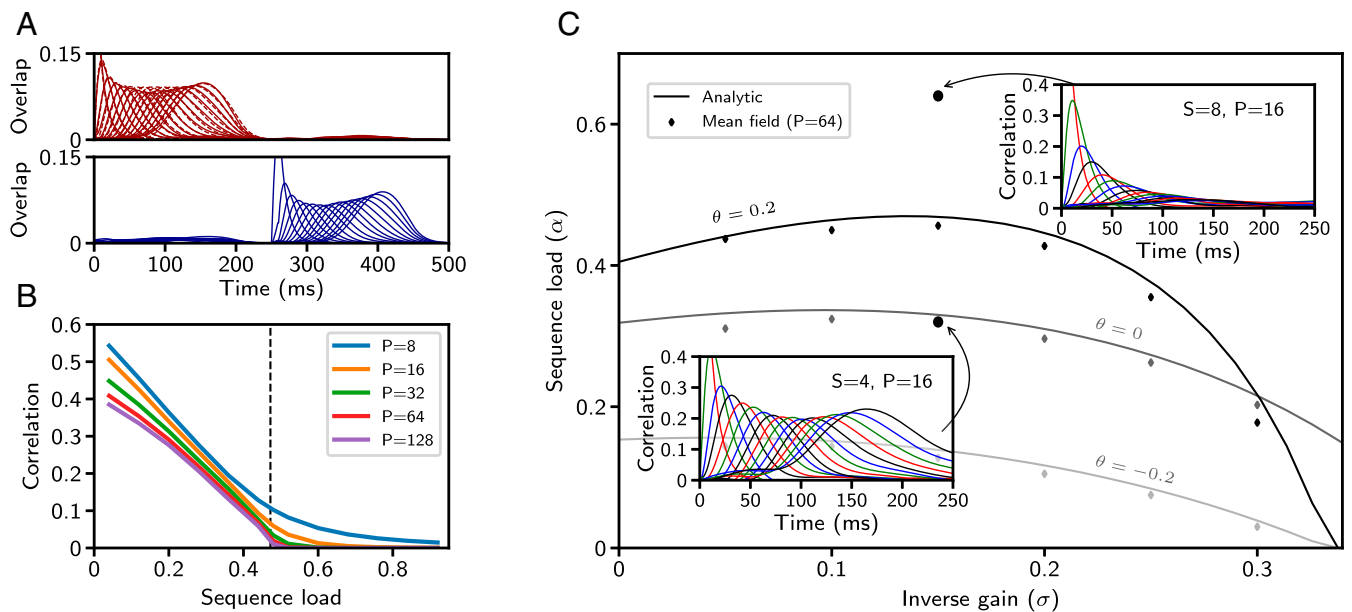 A
0.15
Overlap
0
0.15
Overlap
0
0 100 200 300 400 500
Time (ms)
B
0.6
0.5
0.4
0.3
0.2
0.1
0
Correlation
P=8
P=16
P=32
P=64
P=128
0 0.2 0.4 0.6 0.8
Sequence load
C
Sequence load (α)
0.6
0.4
0.2
0
Analytic
Mean field (P=64)
θ = 0.2
θ = 0
θ = −0.2
S=8, P=16
Correlation
0.4
0.3
0.2
0.1
0
0 50 100 150 200 250
Time (ms)
S=4, P=16
Correlation
0.4
0.3
0.2
0.1
0
0 50 100 150 200 250
Time (ms)
0 0.1 0.2 0.3
Inverse gain (σ)